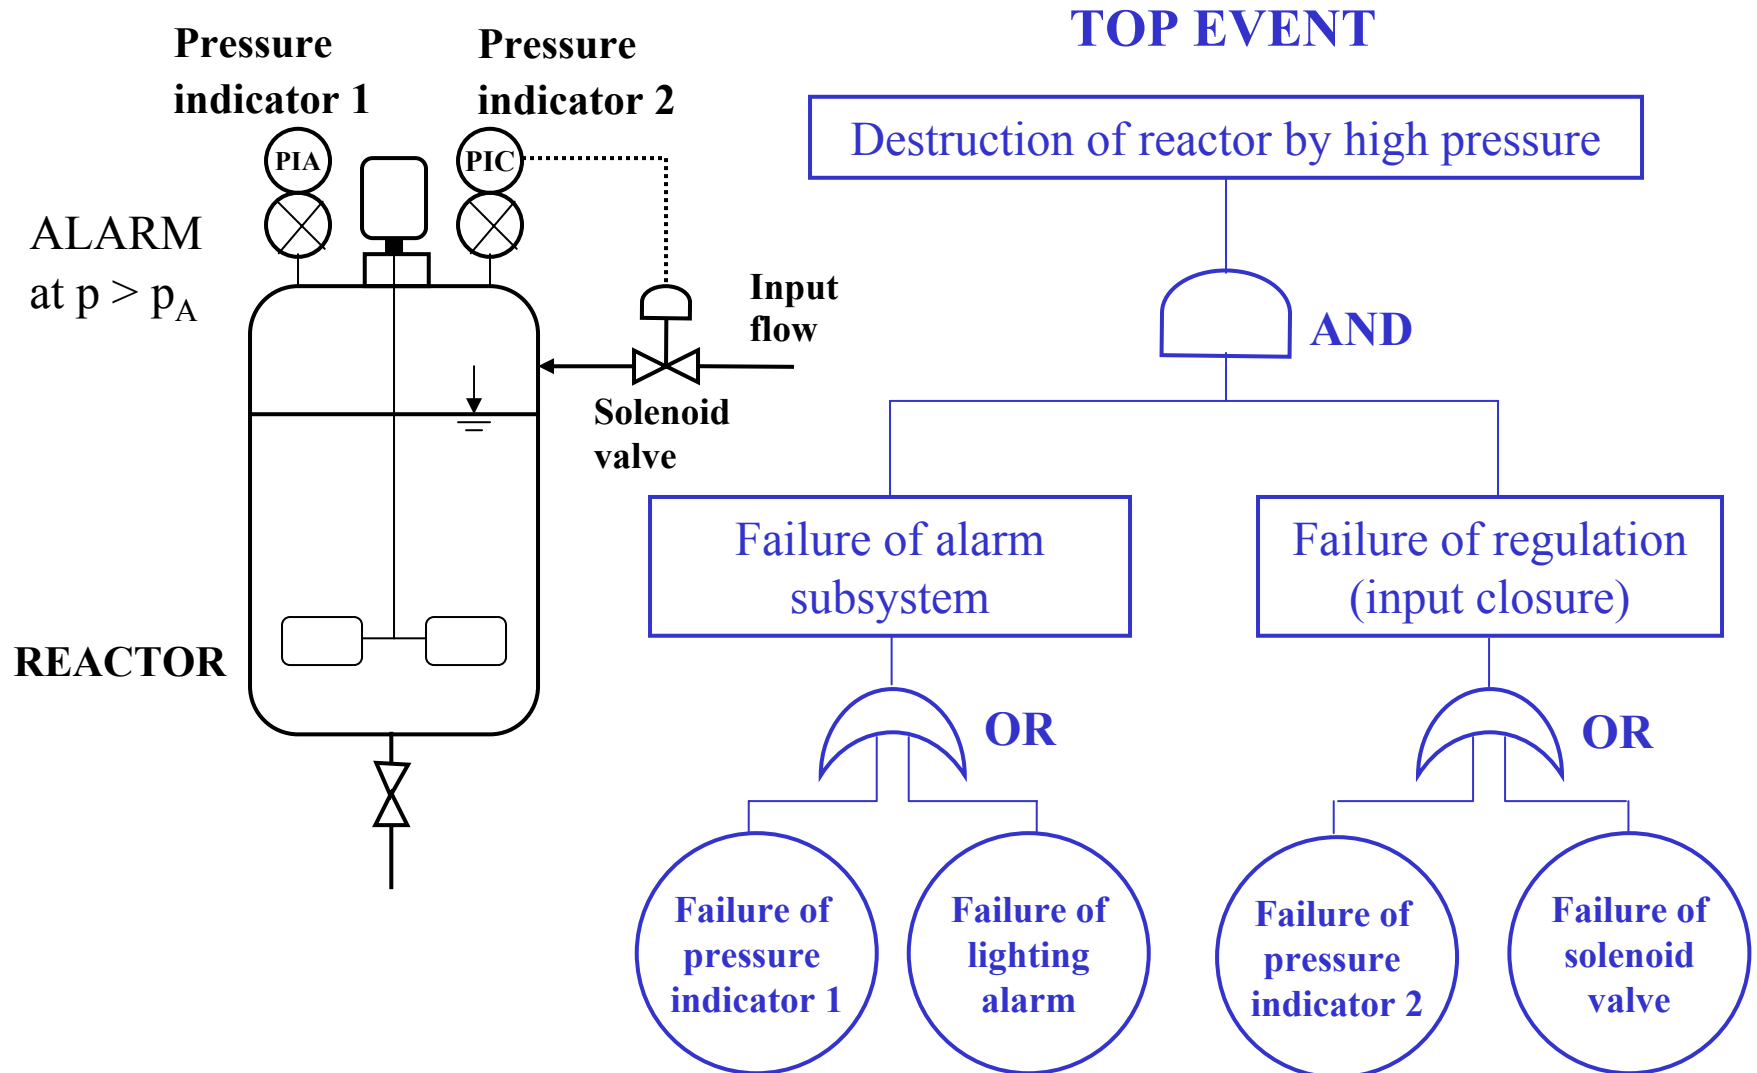 Pressure
indicator 1
Pressure
indicator 2
PIA
PIC
ALARM
at p > pA
Input
flow
Solenoid
valve
REACTOR
TOP EVENT
Destruction of reactor by high pressure
AND
Failure of alarm
subsystem
Failure of regulation
(input closure)
OR
OR
Failure of
pressure
indicator 1
Failure of
lighting
alarm
Failure of
pressure
indicator 2
Failure of
solenoid
valve